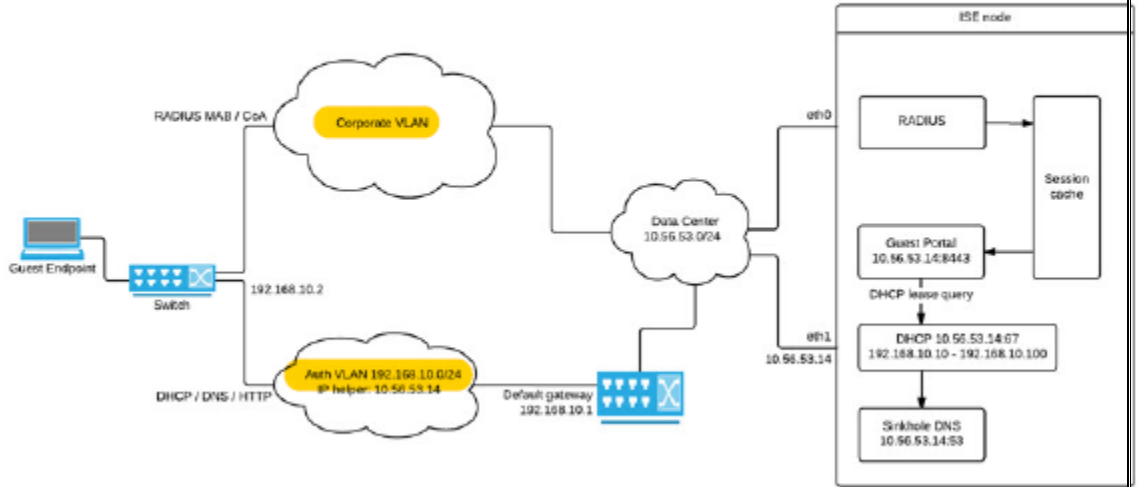 ISE node
RADIUS MAB / CoA
Corporate VLAN
eth0
RADIUS
Session
cache
Data Center
10.56.53.0/24
Guest Portal
10.56.53.14:8443
Guest Endpoint
Switch
192.168.10.2
DHCP lease query
eth1
10.56.53.14
DHCP 10.56.53.14:67
192.168.10.10 - 192.168.10.100
Auth VLAN 192.168.10.0/24
IP helper: 10.56.53.14
DHCP / DNS / HTTP
Default gateway
192.168.10.1
Sinkhole DNS
10.56.53.14:53